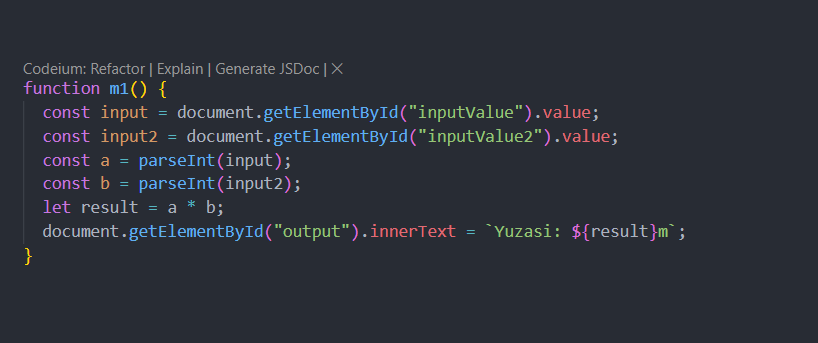 Codeium: Refactor | Explain | Generate JSDoc | ×
function m1() {
  const input = document.getElementById("inputValue").value;
  const input2 = document.getElementById("inputValue2").value;
  const a = parseInt(input);
  const b = parseInt(input2);
  let result = a * b;
  document.getElementById("output").innerText = `Yuzasi: ${result}m`;
}